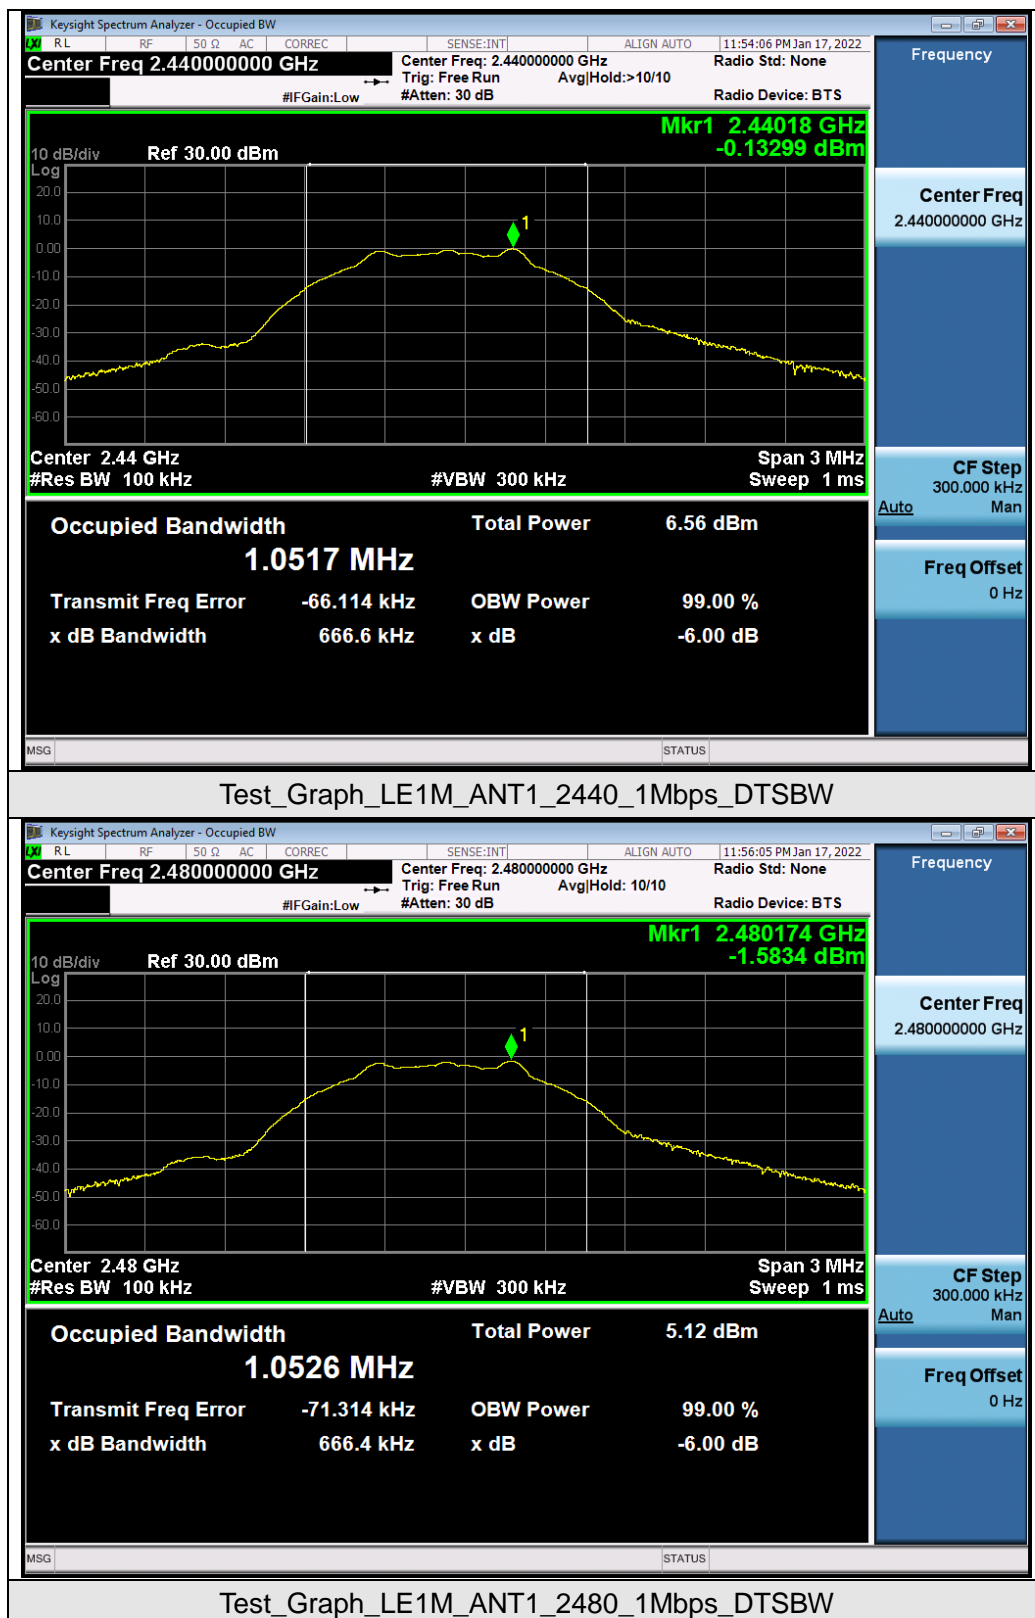 Keysight Spectrum Analyzer - Occupied BW
LXI RL RF 50 Ω AC CORREC SENSE:INT ALIGN AUTO 11:54:06 PM Jan 17, 2022
Center Freq 2.440000000 GHz
Center Freq: 2.440000000 GHz
Radio Std: None
Trig: Free Run
Avg|Hold:>10/10
#IFGain:Low
#Atten: 30 dB
Radio Device: BTS
Frequency
Mkr1 2.44018 GHz
-0.13299 dBm
10 dB/div
Ref 30.00 dBm
Log
20.0
10.0
0.00
-10.0
-20.0
-30.0
-40.0
-50.0
-60.0
1
Center 2.44 GHz
Span 3 MHz
#Res BW 100 kHz
#VBW 300 kHz
Sweep 1 ms
Center Freq
2.440000000 GHz
CF Step
300.000 kHz
Auto Man
Freq Offset
0 Hz
Occupied Bandwidth
Total Power 6.56 dBm
1.0517 MHz
Transmit Freq Error -66.114 kHz
OBW Power 99.00 %
x dB Bandwidth 666.6 kHz
x dB -6.00 dB
MSG
STATUS
Test_Graph_LE1M_ANT1_2440_1Mbps_DTSBW
Keysight Spectrum Analyzer - Occupied BW
LXI RL RF 50 Ω AC CORREC SENSE:INT ALIGN AUTO 11:56:05 PM Jan 17, 2022
Center Freq 2.480000000 GHz
Center Freq: 2.480000000 GHz
Radio Std: None
Trig: Free Run
Avg|Hold: 10/10
#IFGain:Low
#Atten: 30 dB
Radio Device: BTS
Frequency
Mkr1 2.480174 GHz
-1.5834 dBm
10 dB/div
Ref 30.00 dBm
Log
20.0
10.0
0.00
-10.0
-20.0
-30.0
-40.0
-50.0
-60.0
1
Center 2.48 GHz
Span 3 MHz
#Res BW 100 kHz
#VBW 300 kHz
Sweep 1 ms
Center Freq
2.480000000 GHz
CF Step
300.000 kHz
Auto Man
Freq Offset
0 Hz
Occupied Bandwidth
Total Power 5.12 dBm
1.0526 MHz
Transmit Freq Error -71.314 kHz
OBW Power 99.00 %
x dB Bandwidth 666.4 kHz
x dB -6.00 dB
MSG
STATUS
Test_Graph_LE1M_ANT1_2480_1Mbps_DTSBW